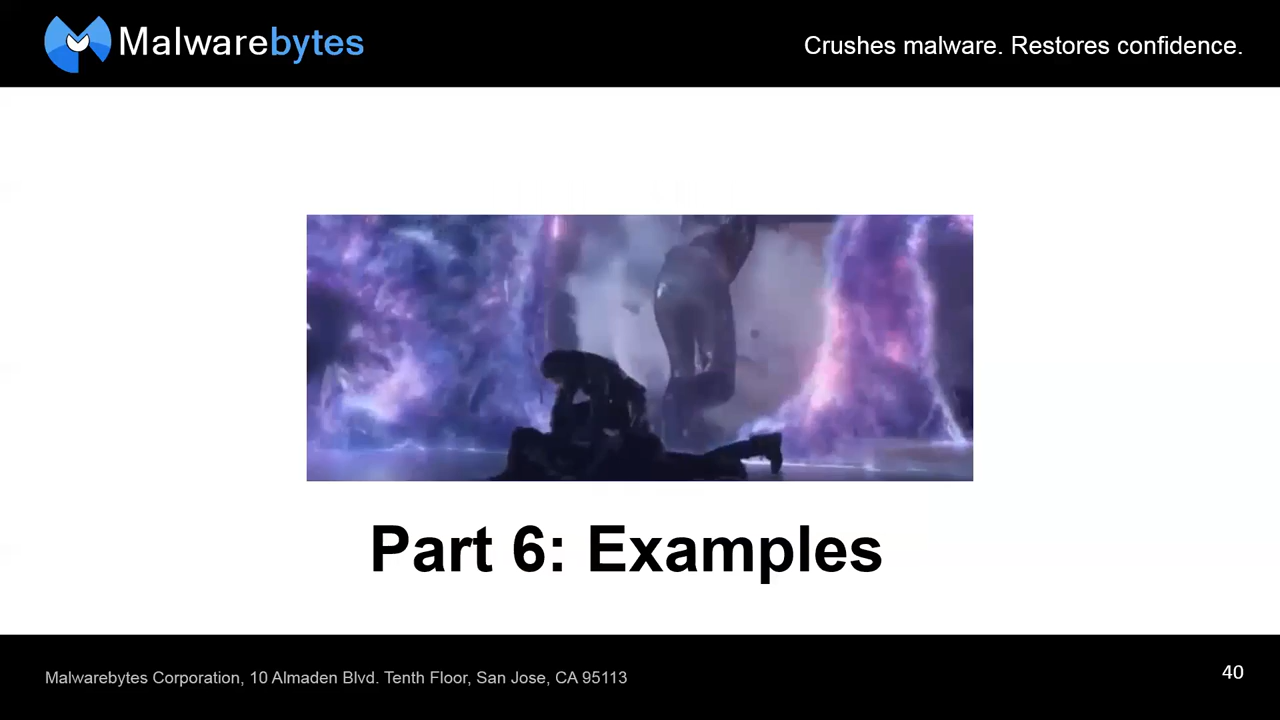 Malwarebytes
Crushes malware. Restores confidence.
Part 6: Examples
Malwarebytes Corporation, 10 Almaden Blvd. Tenth Floor, San Jose, CA 95113
40